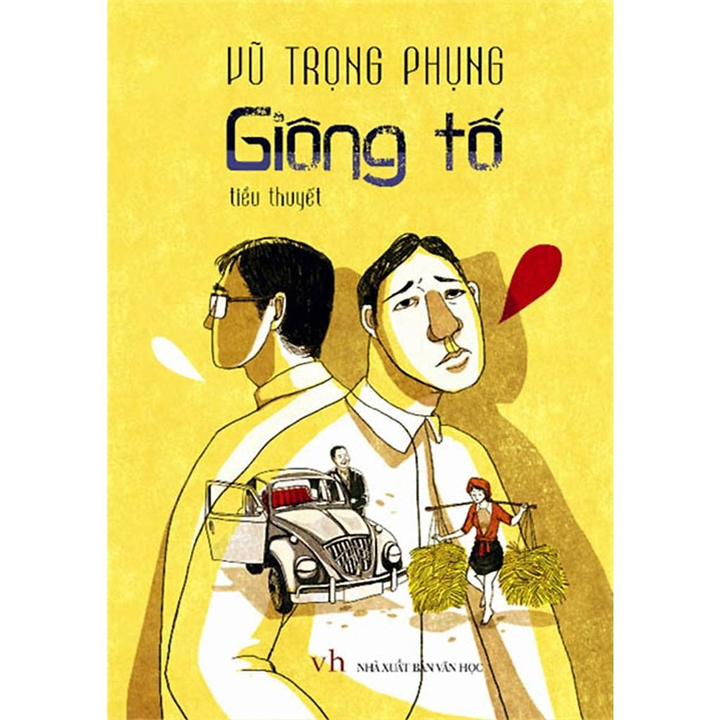 VŨ TRỌNG PHỤNG
Giông tố
tiểu thuyết
vh NHÀ XUẤT BẢN VĂN HỌC